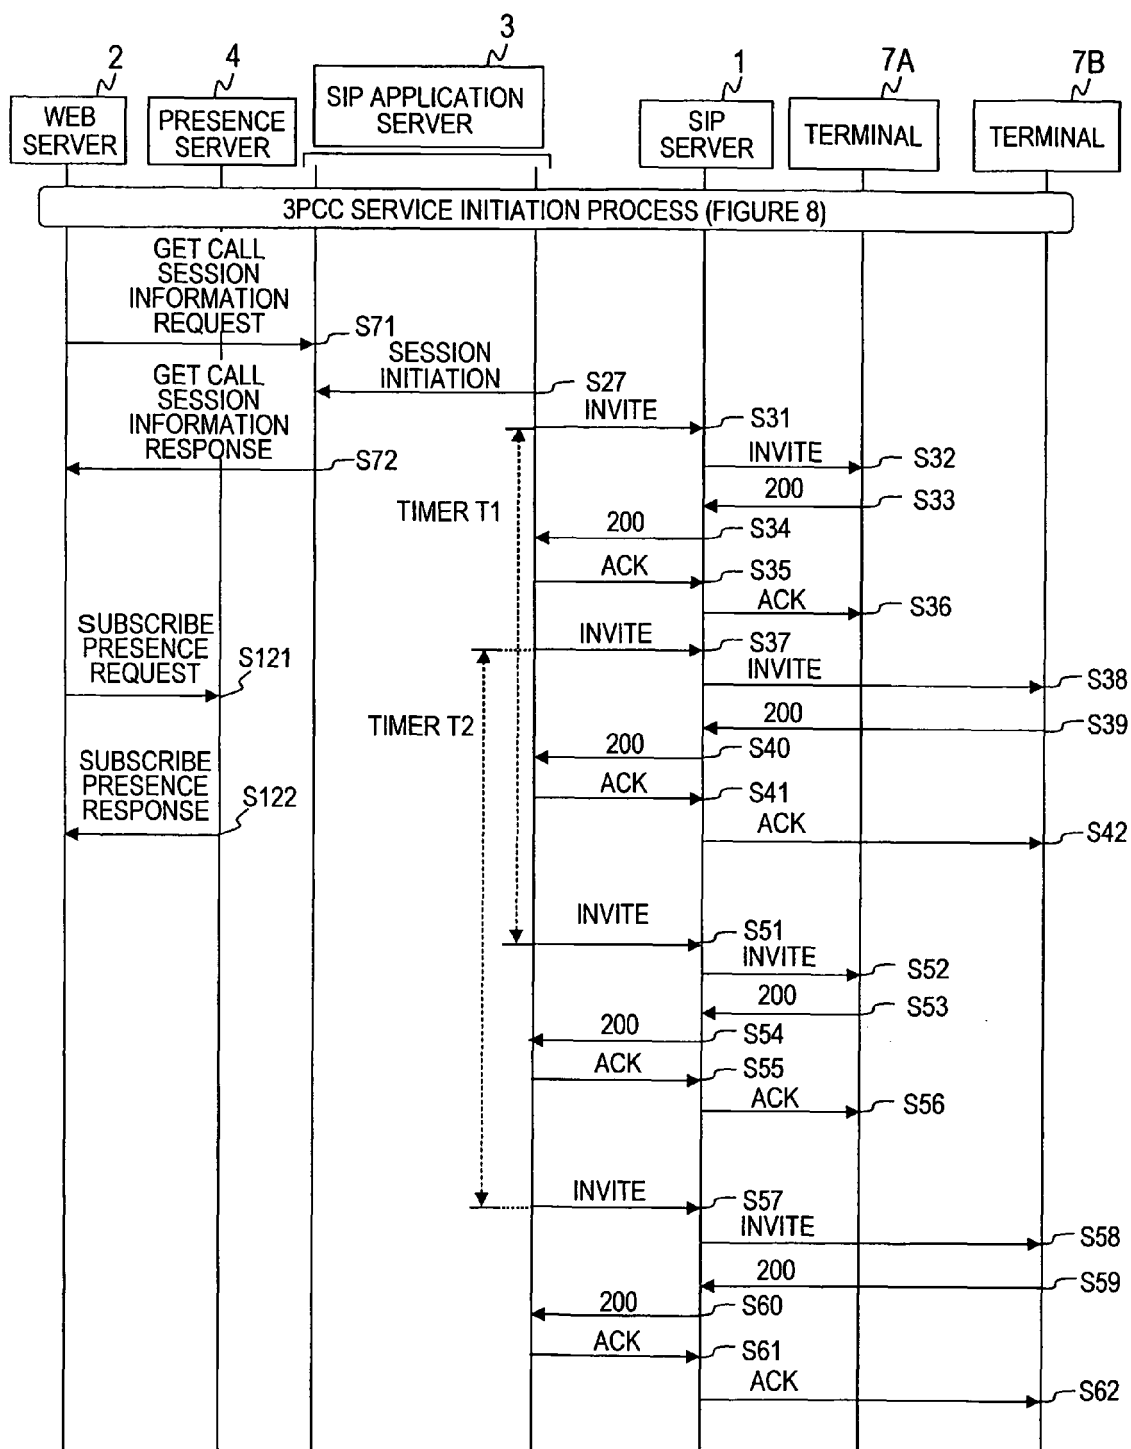 2
4
3
1
7A
7B
WEB
SERVER
PRESENCE
SERVER
SIP APPLICATION
SERVER
SIP
SERVER
TERMINAL
TERMINAL
3PCC SERVICE INITIATION PROCESS (FIGURE 8)
GET CALL
SESSION
INFORMATION
REQUEST
S71
SESSION
INITIATION
S27
GET CALL
SESSION
INFORMATION
RESPONSE
S72
INVITE
S31
INVITE
S32
200
S33
TIMER T1
200
S34
ACK
S35
ACK
S36
SUBSCRIBE
PRESENCE
REQUEST
S121
INVITE
S37
INVITE
S38
TIMER T2
200
S39
200
S40
SUBSCRIBE
PRESENCE
RESPONSE
S122
ACK
S41
ACK
S42
INVITE
S51
INVITE
S52
200
S53
200
S54
ACK
S55
ACK
S56
INVITE
S57
INVITE
S58
200
S59
200
S60
ACK
S61
ACK
S62